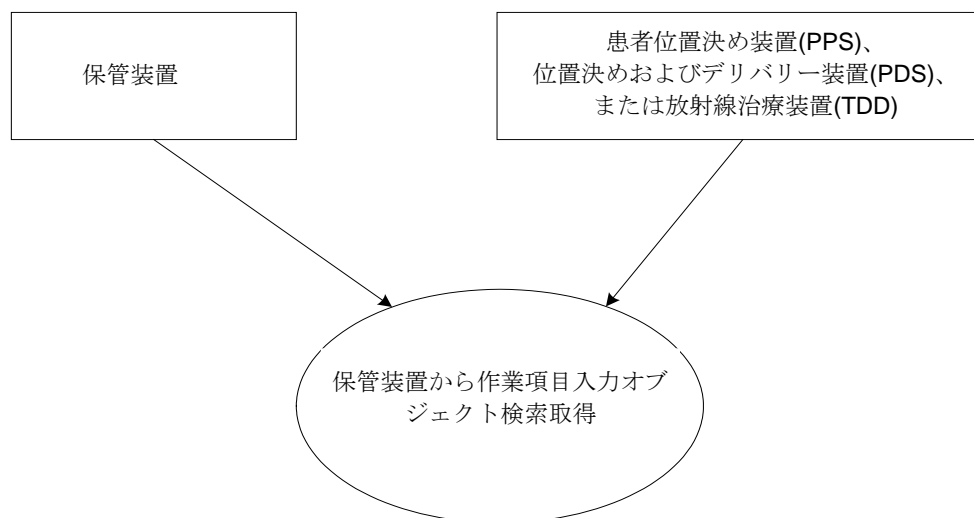 保管装置
患者位置決め装置(PPS)、
位置決めおよびデリバリー装置(PDS)、
または放射線治療装置(TDD)
保管装置から作業項目入力オブ
ジェクト検索取得